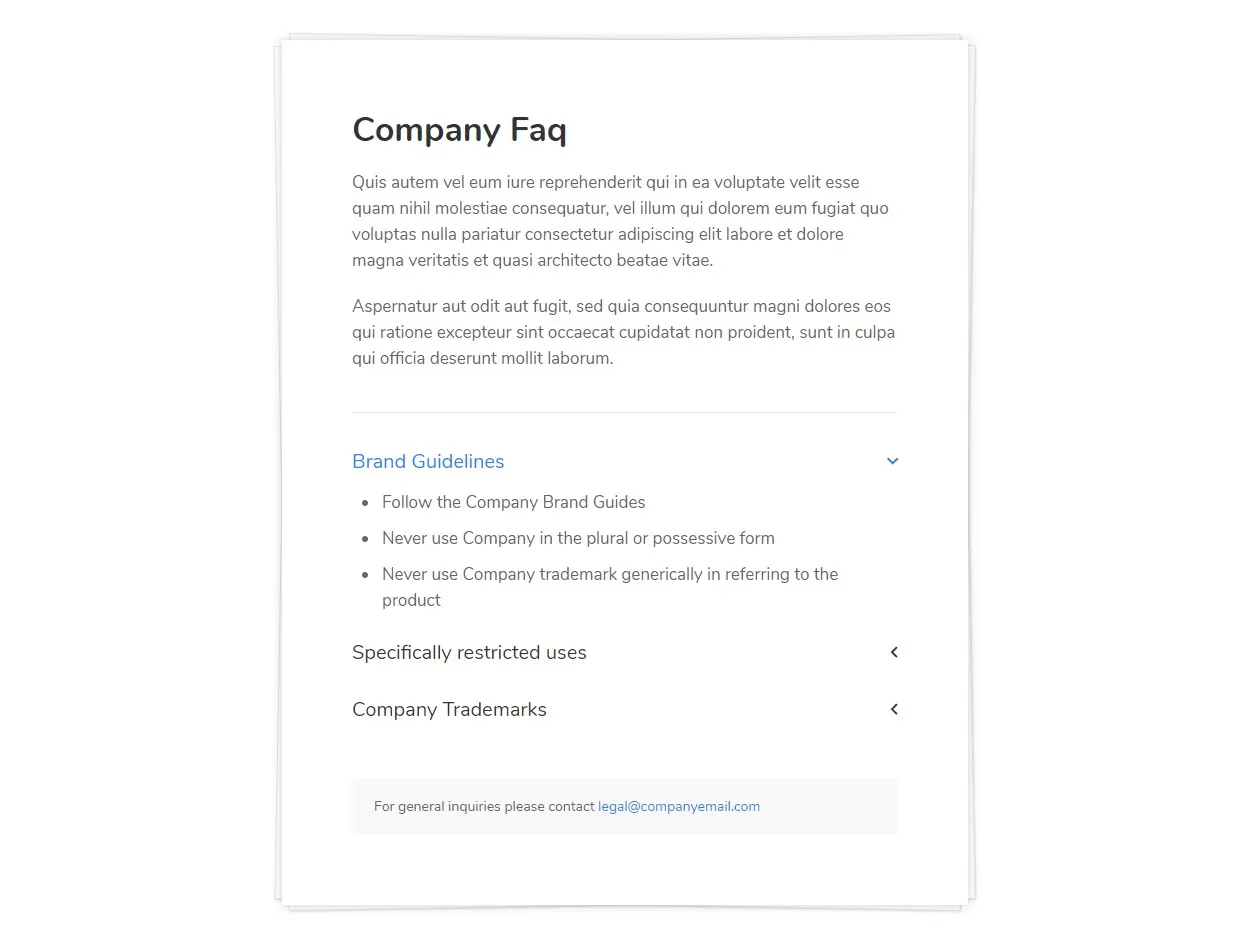 Company Faq
Quis autem vel eum iure reprehenderit qui in ea voluptate velit esse
quam nihil molestiae consequatur, vel illum qui dolorem eum fugiat quo
voluptas nulla pariatur consectetur adipiscing elit labore et dolore
magna veritatis et quasi architecto beatae vitae.
Aspernatur aut odit aut fugit, sed quia consequuntur magni dolores eos
qui ratione excepteur sint occaecat cupidatat non proident, sunt in culpa
qui officia deserunt mollit laborum.
Brand Guidelines
• Follow the Company Brand Guides
• Never use Company in the plural or possessive form
• Never use Company trademark generically in referring to the
product
Specifically restricted uses
Company Trademarks
For general inquiries please contact legal@companyemail.com